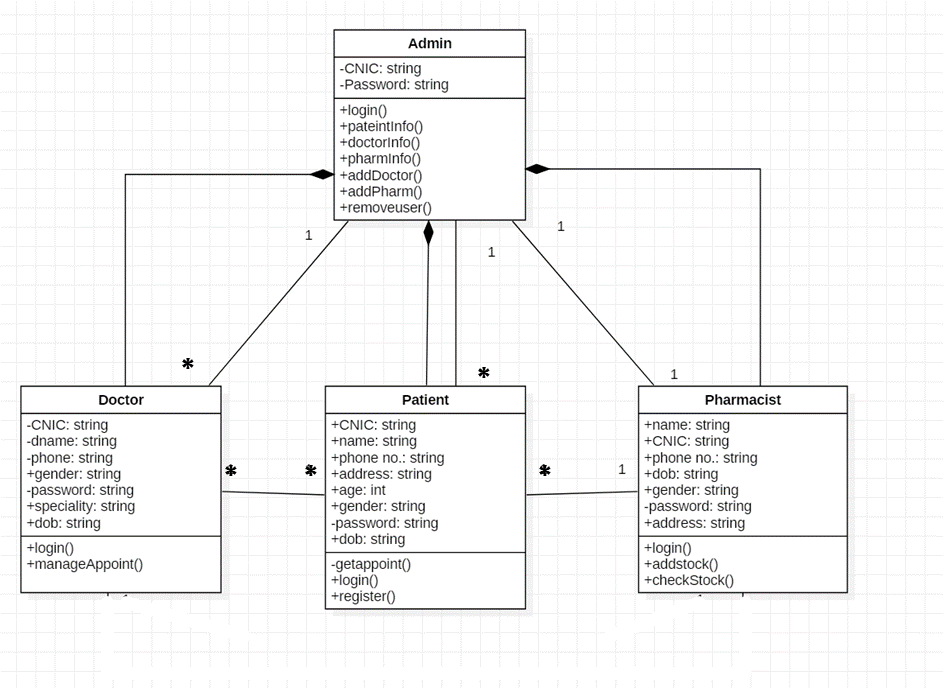 Admin
-CNIC: string
-Password: string
+login()
+pateintInfo()
+doctorInfo()
+pharmInfo()
+addDoctor()
+addPharm()
+removeuser()
1
1
1
*
*
1
Doctor
-CNIC: string
-dname: string
-phone: string
+gender: string
-password: string
+speciality: string
+dob: string
+login()
+manageAppoint()
*
*
Patient
+CNIC: string
+name: string
+phone no.: string
+address: string
+age: int
+gender: string
-password: string
+dob: string
-getappoint()
+login()
+register()
*
1
Pharmacist
+name: string
+CNIC: string
+phone no.: string
+dob: string
+gender: string
-password: string
+address: string
+login()
+addstock()
+checkStock()